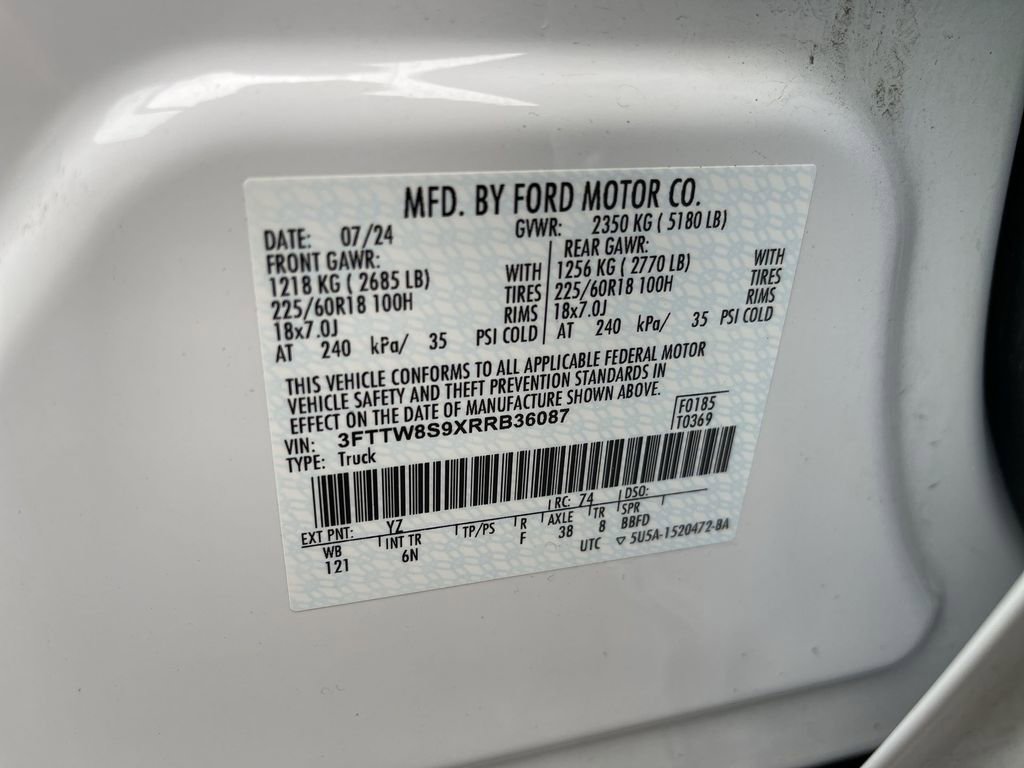 MFD. BY FORD MOTOR CO.
DATE: 07/24 GVWR: 2350 KG ( 5180 LB)
FRONT GAWR: REAR GAWR:
1218 KG ( 2685 LB) WITH 1256 KG ( 2770 LB) WITH
225/60R18 100H TIRES 225/60R18 100H TIRES
18x7.0J RIMS 18x7.0J RIMS
AT 240 kPa/ 35 PSI COLD AT 240 kPa/ 35 PSI COLD
THIS VEHICLE CONFORMS TO ALL APPLICABLE FEDERAL MOTOR
VEHICLE SAFETY AND THEFT PREVENTION STANDARDS IN
EFFECT ON THE DATE OF MANUFACTURE SHOWN ABOVE.
VIN: 3FTTW8S9XRRB36087 F0185
TYPE: Truck T0369
EXT PNT: YZ RC: 74 DSO:
WB INT TR TP/PS R AXLE TR SPR
121 6N F 38 8 BBFD
UTC ▽ 5U5A-1520472-BA